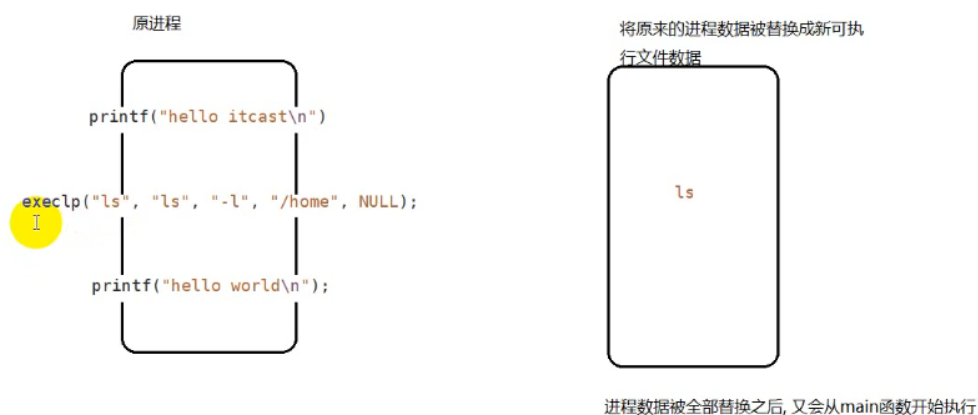 原进程
printf("hello itcast\n")
execlp("ls", "ls", "-l", "/home", NULL);
printf("hello world\n");
将原来的进程数据被替换成新可执
行文件数据
ls
进程数据被全部替换之后, 又会从main函数开始执行